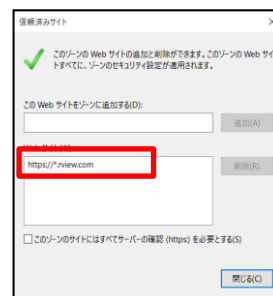 信頼済みサイト
このゾーンの Web サイトの追加と削除ができます。このゾーンの Web サイ
トすべてに、ゾーンのセキュリティ設定が適用されます。
この Web サイトをゾーンに追加する(D):
追加(A)
https://*.rview.com
削除(R)
このゾーンのサイトにはすべてサーバーの確認 (https:) を必要とする(S)
閉じる(C)